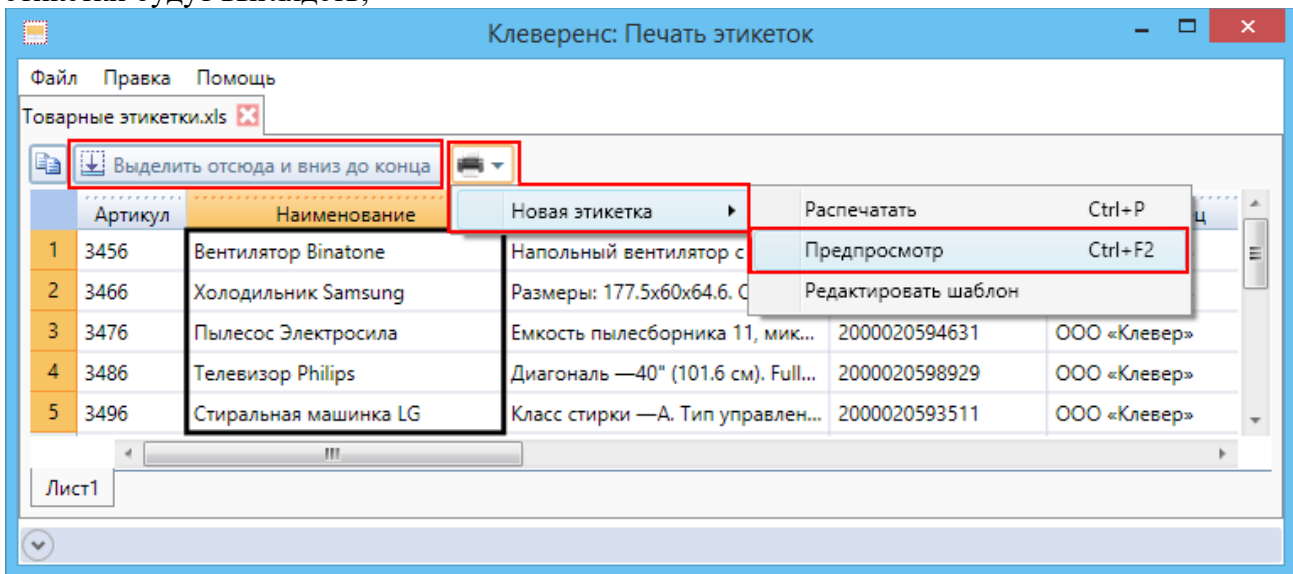 Клеверенс: Печать этикеток
Файл Правка Помощь
Товарные этикетки.xls
Выделить отсюда и вниз до конца
Артикул Наименование ц
Новая этикетка Распечатать Ctrl+P
1 3456 Вентилятор Binatone Напольный вентилятор с Предпросмотр Ctrl+F2
2 3466 Холодильник Samsung Размеры: 177.5x60x64.6. С Редактировать шаблон
3 3476 Пылесос Электросила Емкость пылесборника 11, мик... 2000020594631 ООО «Клевер»
4 3486 Телевизор Philips Диагональ —40" (101.6 см). Full... 2000020598929 ООО «Клевер»
5 3496 Стиральная машинка LG Класс стирки —А. Тип управлен... 2000020593511 ООО «Клевер»
Лист1